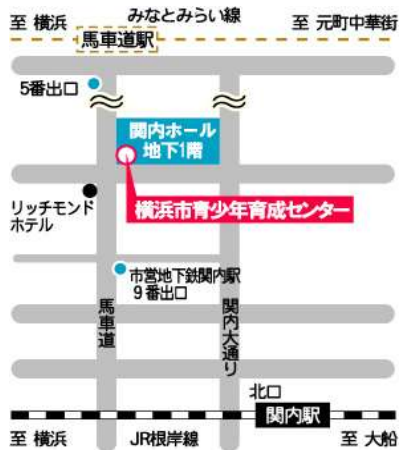 至 横浜
みなとみらい線
至 元町中華街
馬車道駅
5番出口
関内ホール
地下1階
横浜市青少年育成センター
リッチモンド
ホテル
市営地下鉄関内駅
9番出口
馬車道
関内大通り
北口
関内駅
至 横浜
JR根岸線
至 大船